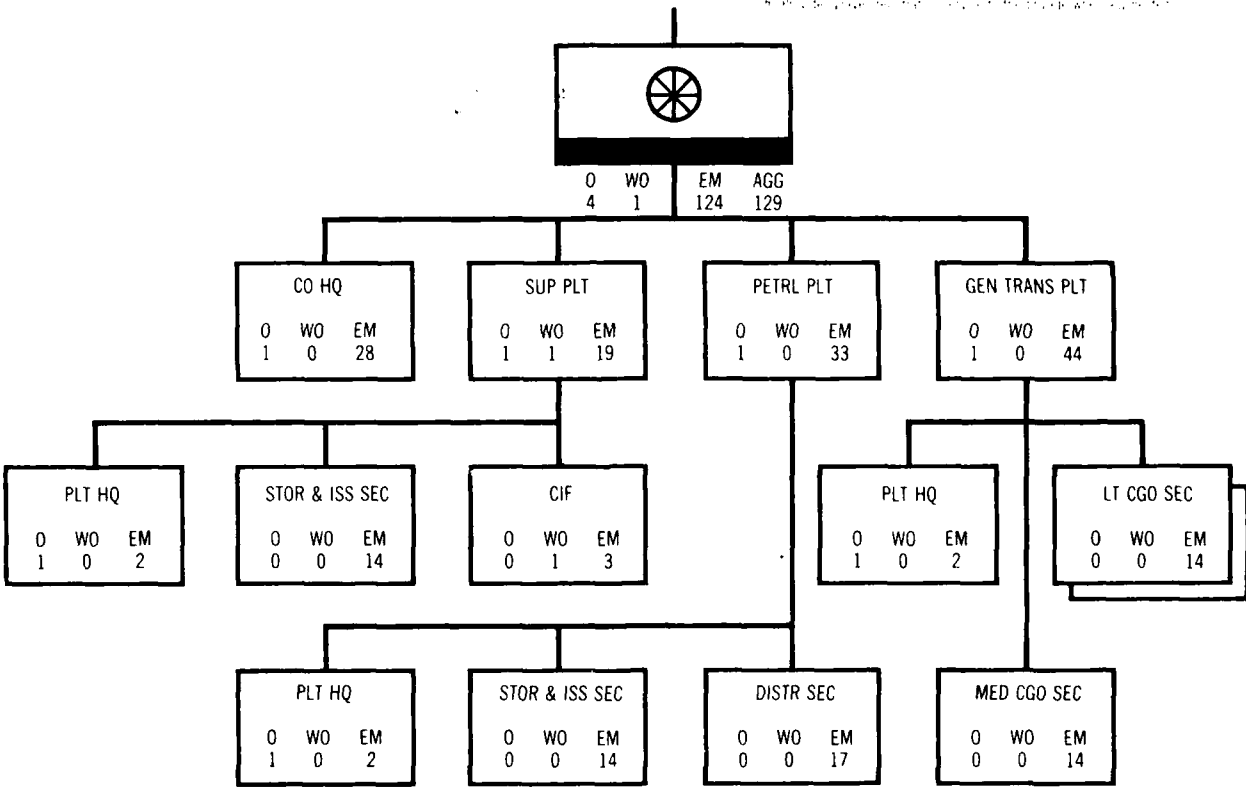 O WO EM AGG
4 1 124 129
CO HQ
O WO EM
1 0 28
SUP PLT
O WO EM
1 1 19
PETRL PLT
O WO EM
1 0 33
GEN TRANS PLT
O WO EM
1 0 44
PLT HQ
O WO EM
1 0 2
STOR & ISS SEC
O WO EM
0 0 14
CIF
O WO EM
0 1 3
PLT HQ
O WO EM
1 0 2
LT CGO SEC
O WO EM
0 0 14
PLT HQ
O WO EM
1 0 2
STOR & ISS SEC
O WO EM
0 0 14
DISTR SEC
O WO EM
0 0 17
MED CGO SEC
O WO EM
0 0 14